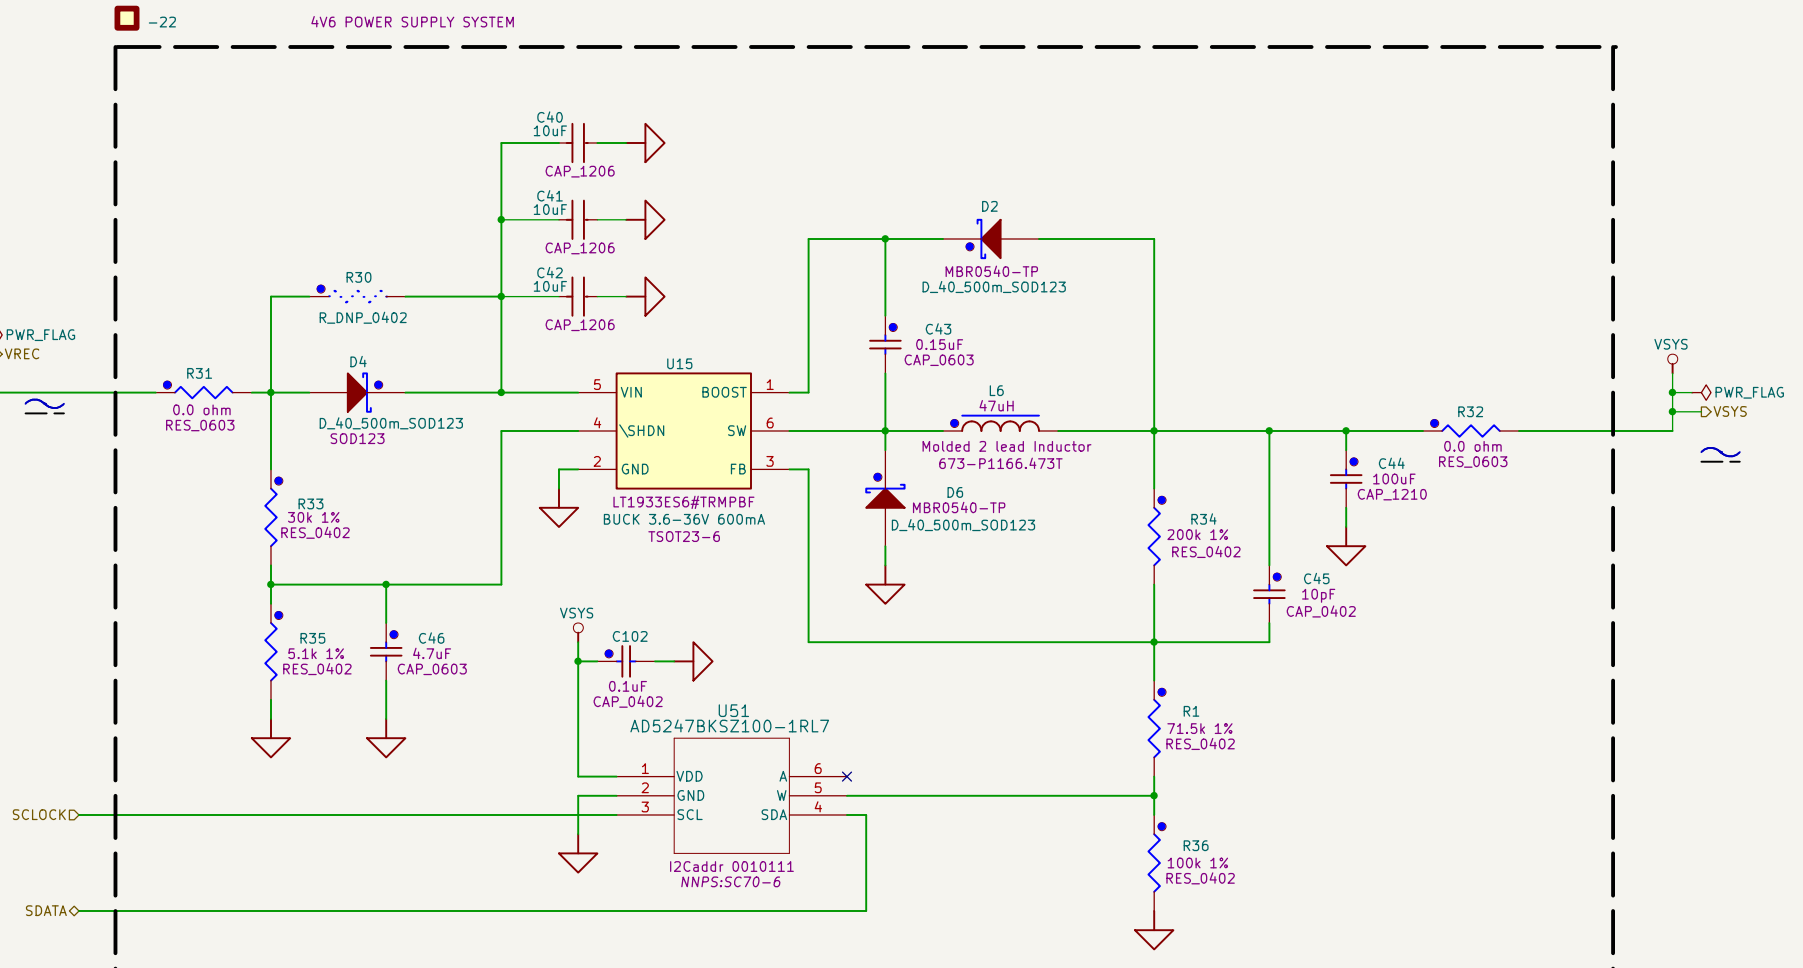 -22
4V6 POWER SUPPLY SYSTEM
C40
10uF
CAP_1206
C41
10uF
CAP_1206
C42
10uF
CAP_1206
R30
R_DNP_0402
PWR_FLAG
VREC
R31
0.0 ohm
RES_0603
D4
D_40_500m_SOD123
SOD123
U15
5
VIN
BOOST
1
4
\SHDN
SW
6
2
GND
FB
3
LT1933ES6#TRMPBF
BUCK 3.6-36V 600mA
TSOT23-6
D2
MBR0540-TP
D_40_500m_SOD123
C43
0.15uF
CAP_0603
L6
47uH
Molded 2 lead Inductor
673-P1166.473T
D6
MBR0540-TP
D_40_500m_SOD123
VSYS
PWR_FLAG
VSYS
R32
0.0 ohm
RES_0603
C44
100uF
CAP_1210
R33
30k 1%
RES_0402
R34
200k 1%
RES_0402
C45
10pF
CAP_0402
R35
5.1k 1%
RES_0402
C46
4.7uF
CAP_0603
VSYS
C102
0.1uF
CAP_0402
U51
AD5247BKSZ100-1RL7
1
VDD
A
6
2
GND
W
5
3
SCL
SDA
4
I2Caddr 0010111
NNPS:SC70-6
R1
71.5k 1%
RES_0402
R36
100k 1%
RES_0402
SCLOCK
SDATA